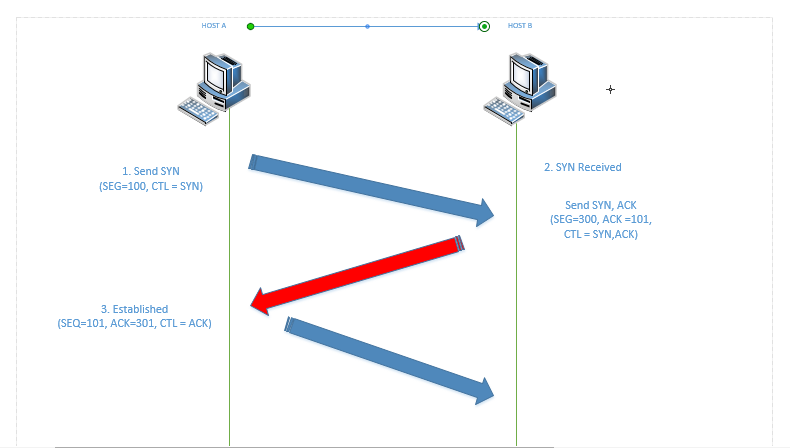 HOST A
HOST B
1. Send SYN
(SEG=100, CTL = SYN)
2. SYN Received
Send SYN, ACK
(SEG=300, ACK =101,
CTL = SYN,ACK)
3. Established
(SEQ=101, ACK=301, CTL = ACK)